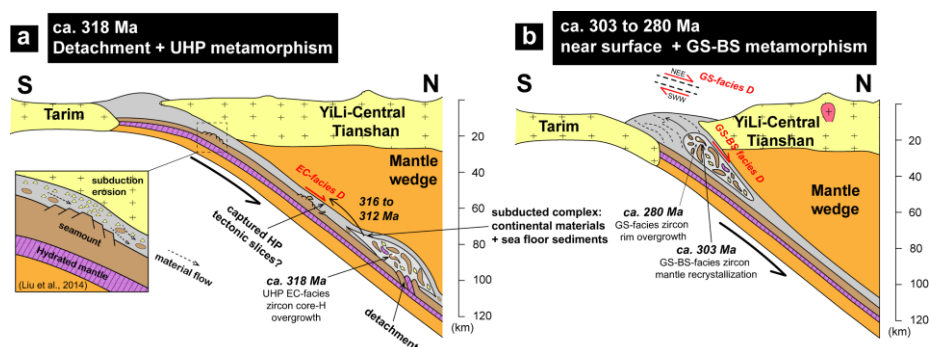 a
ca. 318 Ma
Detachment + UHP metamorphism
S
N
Tarim
YiLi-Central
Tianshan
Mantle
wedge
20
40
60
80
100
120
(km)
EC-facies D
316 to
312 Ma
captured HP
tectonic slices?
subducted complex:
continental materials
+ sea floor sediments
ca. 318 Ma
UHP EC-facies
zircon core-H
overgrowth
detachment
subduction
erosion
seamount
Hydrated mantle
(Liu et al., 2014)
material flow
b
ca. 303 to 280 Ma
near surface + GS-BS metamorphism
S
N
NEE
SWW
GS-facies D
Tarim
YiLi-Central
Tianshan
GS-BS-facies D
Mantle
wedge
ca. 280 Ma
GS-facies zircon
rim overgrowth
ca. 303 Ma
GS-BS-facies zircon
mantle recrystallization
20
40
60
80
100
120
(km)